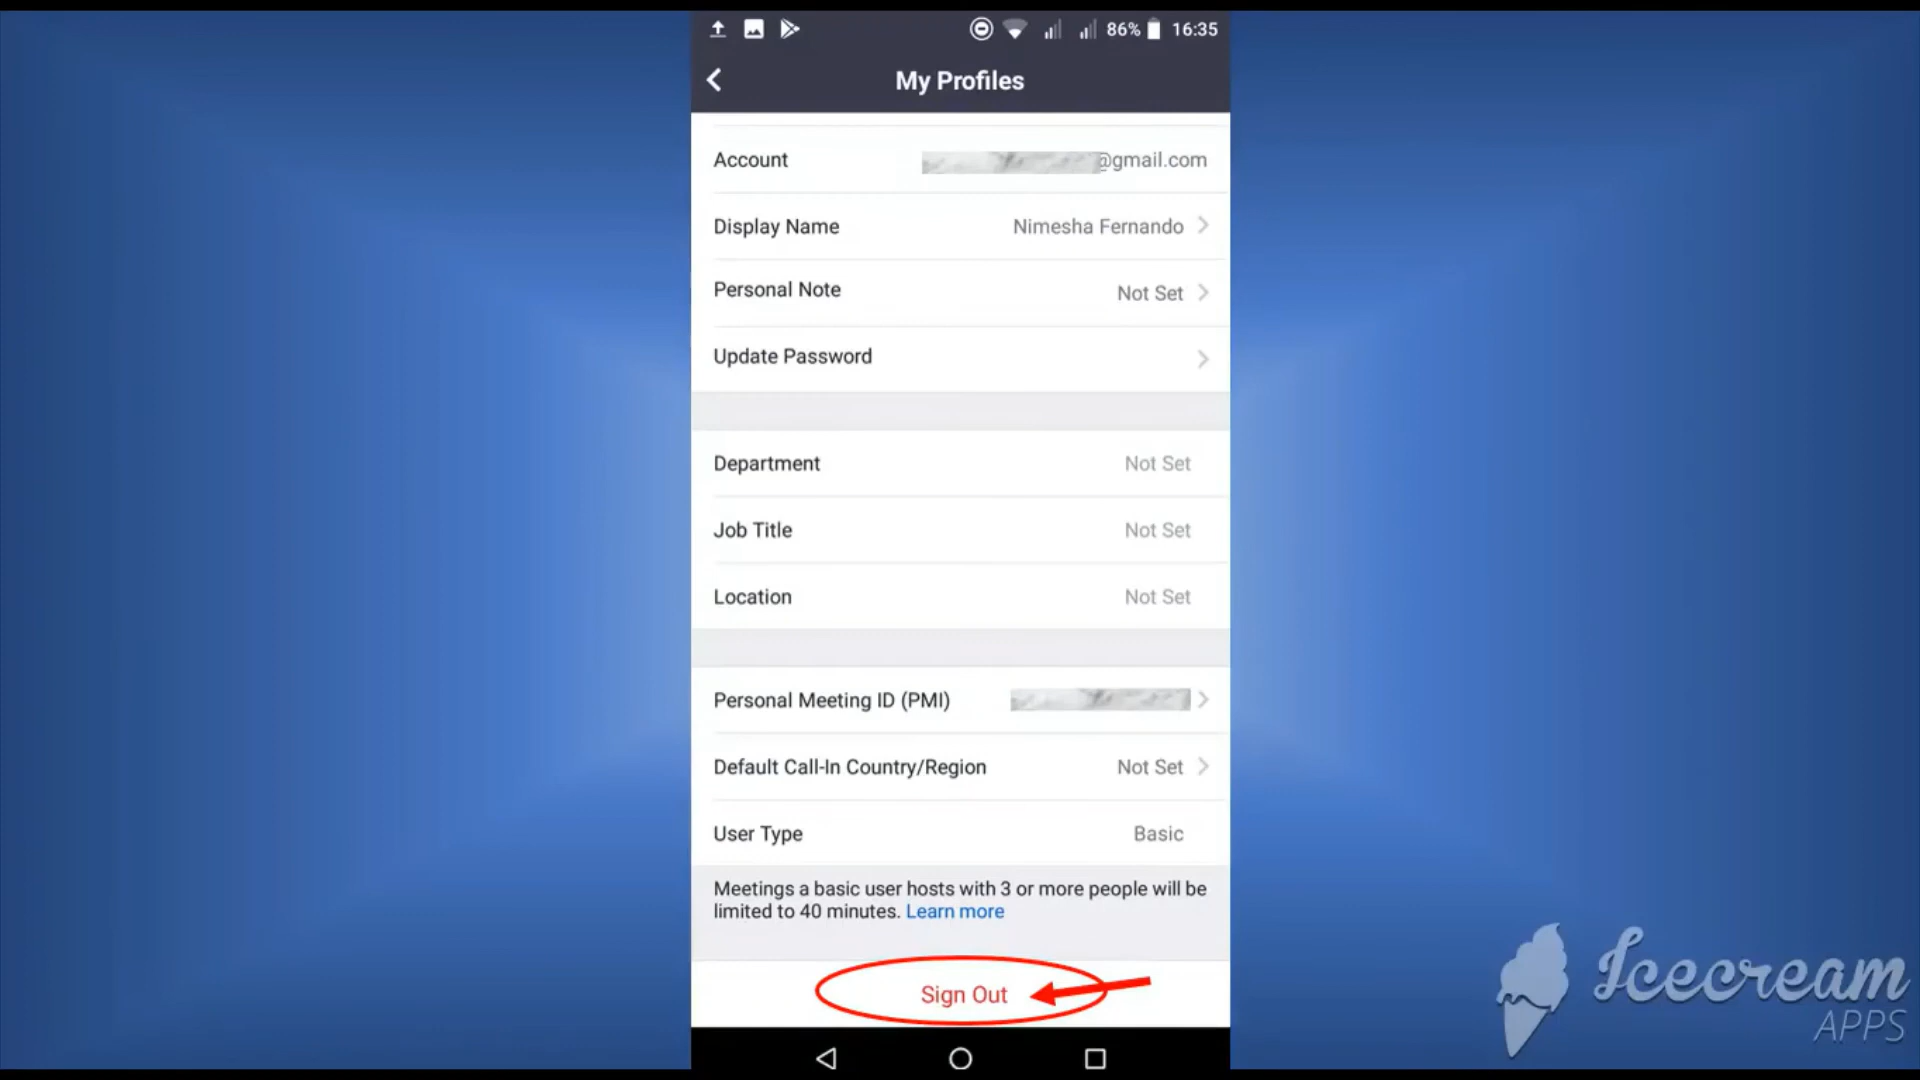 86% 16:35
My Profiles
Account @gmail.com
Display Name Nimesha Fernando
Personal Note Not Set
Update Password
Department Not Set
Job Title Not Set
Location Not Set
Personal Meeting ID (PMI)
Default Call-In Country/Region Not Set
User Type Basic
Meetings a basic user hosts with 3 or more people will be
limited to 40 minutes. Learn more
Sign Out
Icecream
APPS